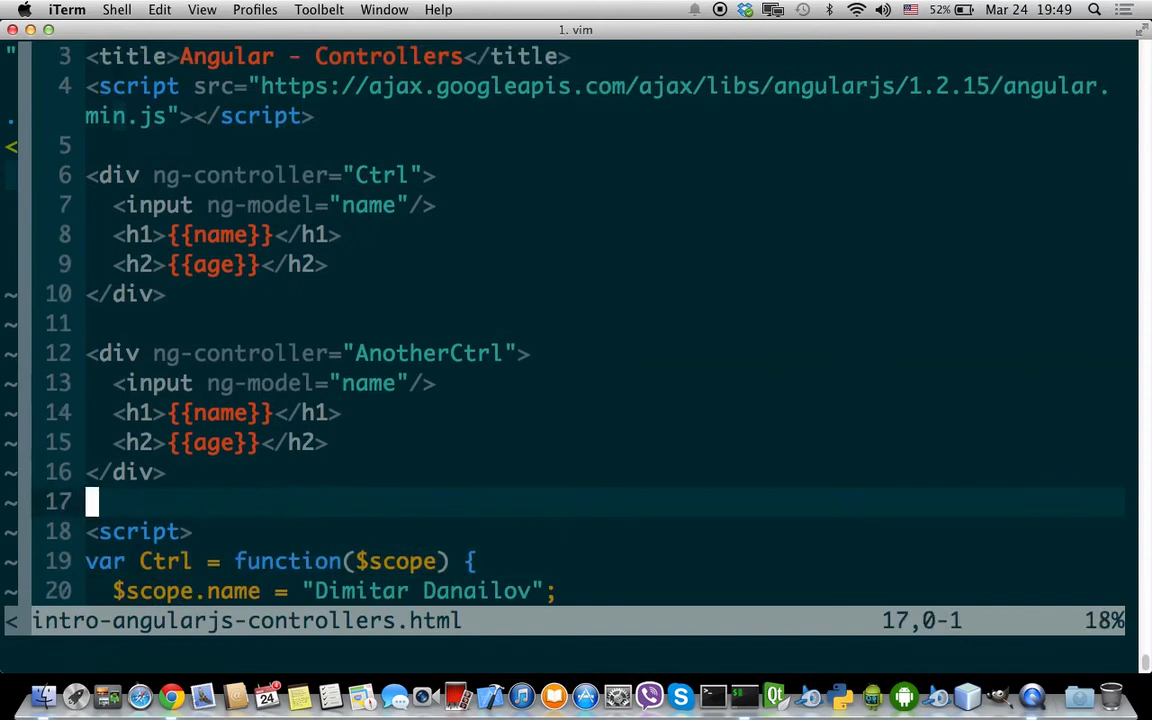 iTerm Shell Edit View Profiles Toolbelt Window Help 52% Mar 24 19:49
1. vim
" 3 <title>Angular - Controllers</title>
4 <script src="https://ajax.googleapis.com/ajax/libs/angularjs/1.2.15/angular.
. min.js"></script>
< 5
6 <div ng-controller="Ctrl">
7   <input ng-model="name"/>
8   <h1>{{name}}</h1>
9   <h2>{{age}}</h2>
~ 10 </div>
~ 11
~ 12 <div ng-controller="AnotherCtrl">
~ 13   <input ng-model="name"/>
~ 14   <h1>{{name}}</h1>
~ 15   <h2>{{age}}</h2>
~ 16 </div>
~ 17
~ 18 <script>
~ 19 var Ctrl = function($scope) {
~ 20   $scope.name = "Dimitar Danailov";
< intro-angularjs-controllers.html 17,0-1 18%